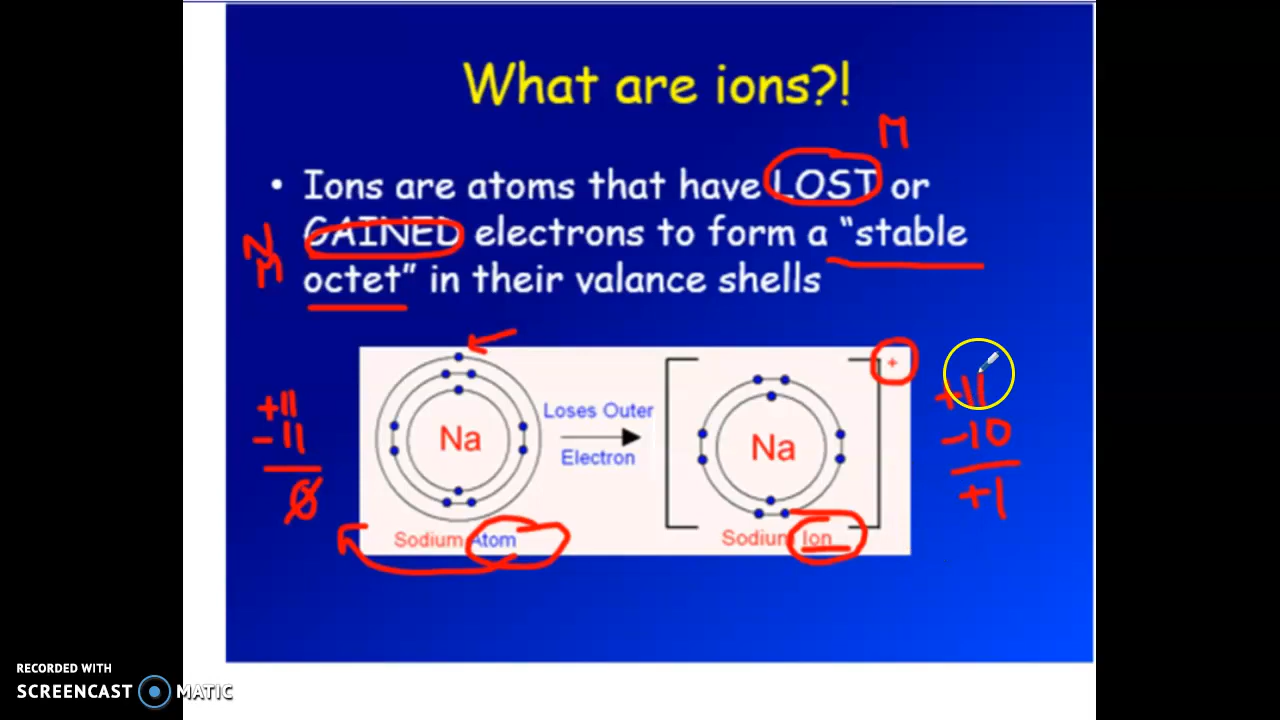 What are ions?!
M
• Ions are atoms that have LOST or
GAINED electrons to form a “stable
NM
octet” in their valance shells
+
+11
-11
0
Na
Loses Outer
Electron
Na
+11
-10
+1
Sodium Atom
Sodium Ion
RECORDED WITH
SCREENCAST MATIC